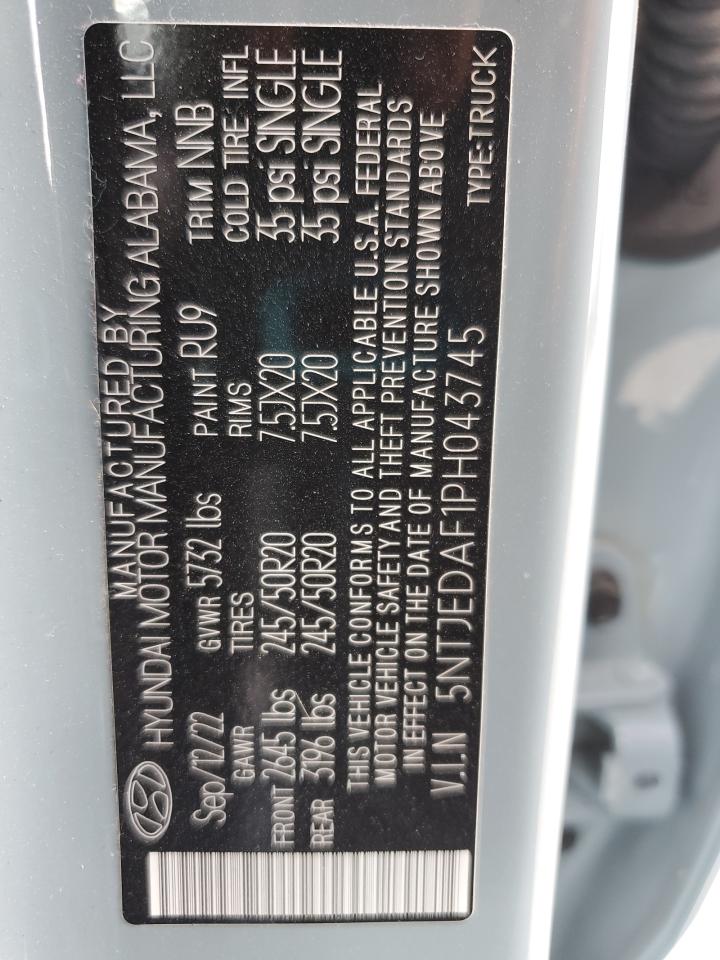 MANUFACTURED BY
HYUNDAI MOTOR MANUFACTURING ALABAMA, LLC
Sep/12/22 GVWR 5732 lbs PAINT RU9 TRIM NNB
GAWR TIRES RIMS COLD TIRE INFL
FRONT 2645 lbs 245/50R20 7.5JX20 35 psi SINGLE
REAR 3196 lbs 245/50R20 7.5JX20 35 psi SINGLE
THIS VEHICLE CONFORMS TO ALL APPLICABLE U.S.A. FEDERAL
MOTOR VEHICLE SAFETY AND THEFT PREVENTION STANDARDS
IN EFFECT ON THE DATE OF MANUFACTURE SHOWN ABOVE
V.I.N 5NTJEDAF1PH043745 TYPE:TRUCK